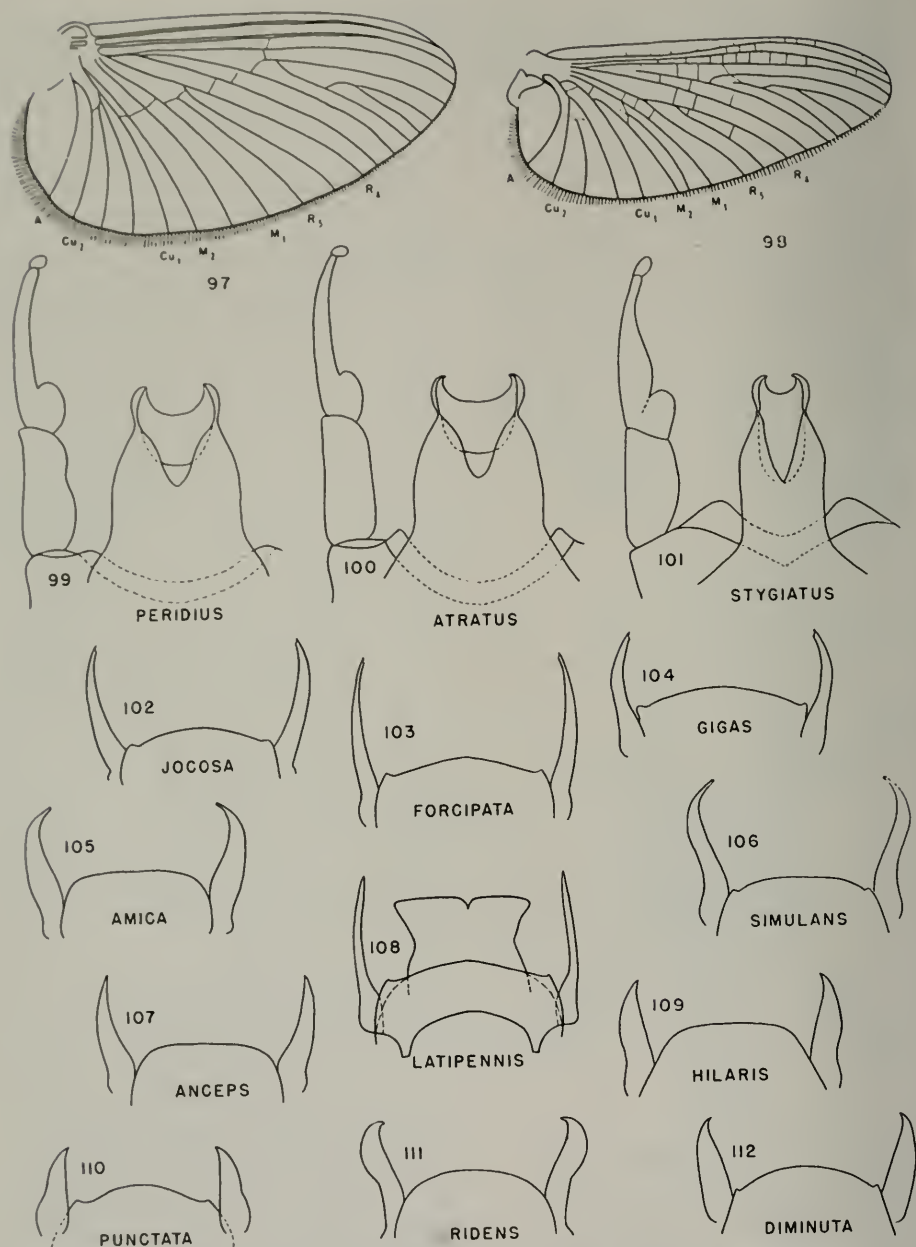 A Cu₂ Cu₁ M₂ M₁ R₅ R₄
97
A Cu₂ Cu₁ M₂ M₁ R₅ R₄
98
99
PERIDIUS
100
ATRATUS
101
STYGIATUS
102
JOCOSA
103
FORCIPATA
104
GIGAS
105
AMICA
106
SIMULANS
107
ANCEPS
108
LATIPENNIS
109
HILARIS
110
PUNCTATA
111
RIDENS
112
DIMINUTA